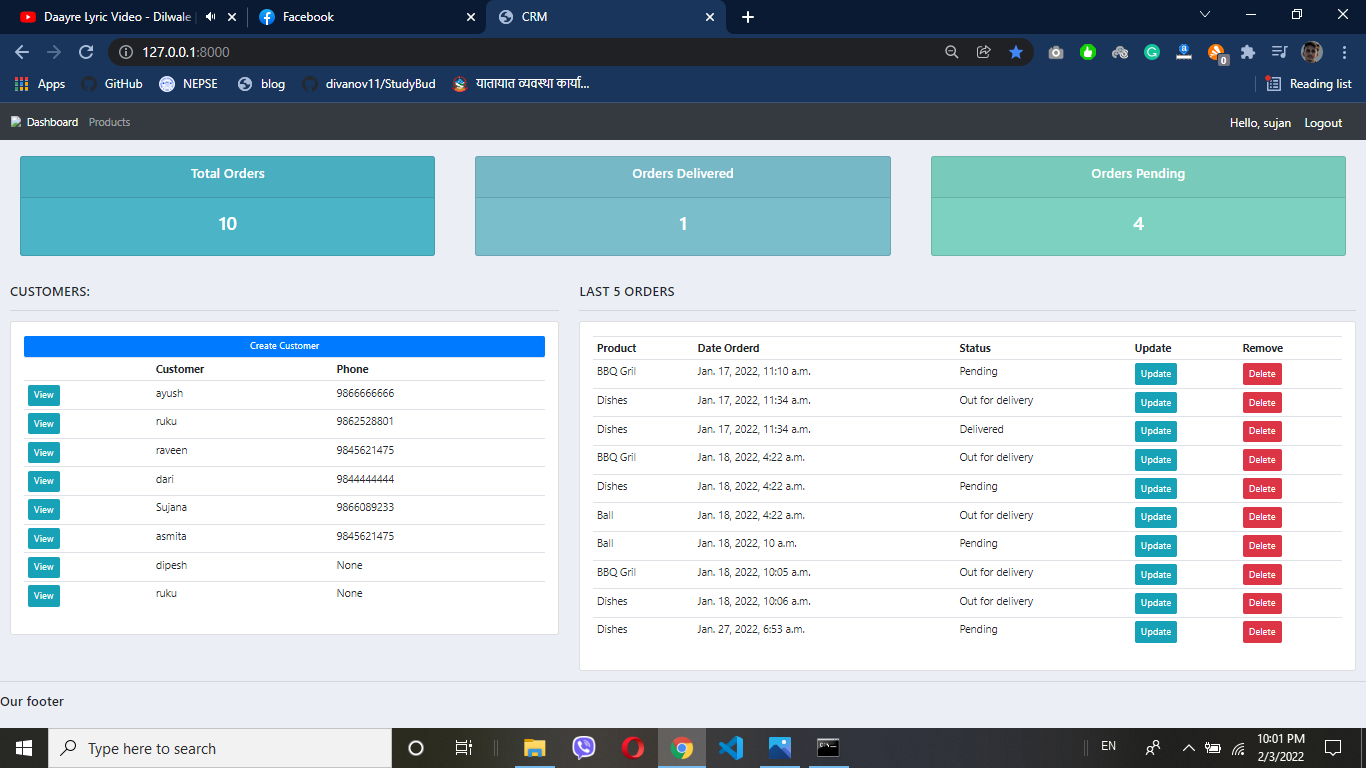 Daayre Lyric Video - Dilwale
Facebook
CRM
127.0.0.1:8000
0
Apps
GitHub
NEPSE
blog
divanov11/StudyBud
यातायात व्यवस्था कार्या...
Reading list
Dashboard Products
Hello, sujan Logout
Total Orders
10
Orders Delivered
1
Orders Pending
4
CUSTOMERS:
Create Customer
Customer Phone
View ayush 9866666666
View ruku 9862528801
View raveen 9845621475
View dari 9844444444
View Sujana 9866089233
View asmita 9845621475
View dipesh None
View ruku None
LAST 5 ORDERS
Product Date Orderd Status Update Remove
BBQ Gril Jan. 17, 2022, 11:10 a.m. Pending Update Delete
Dishes Jan. 17, 2022, 11:34 a.m. Out for delivery Update Delete
Dishes Jan. 17, 2022, 11:34 a.m. Delivered Update Delete
BBQ Gril Jan. 18, 2022, 4:22 a.m. Out for delivery Update Delete
Dishes Jan. 18, 2022, 4:22 a.m. Pending Update Delete
Ball Jan. 18, 2022, 4:22 a.m. Out for delivery Update Delete
Ball Jan. 18, 2022, 10 a.m. Pending Update Delete
BBQ Gril Jan. 18, 2022, 10:05 a.m. Out for delivery Update Delete
Dishes Jan. 18, 2022, 10:06 a.m. Out for delivery Update Delete
Dishes Jan. 27, 2022, 6:53 a.m. Pending Update Delete
Our footer
Type here to search
EN
10:01 PM
2/3/2022